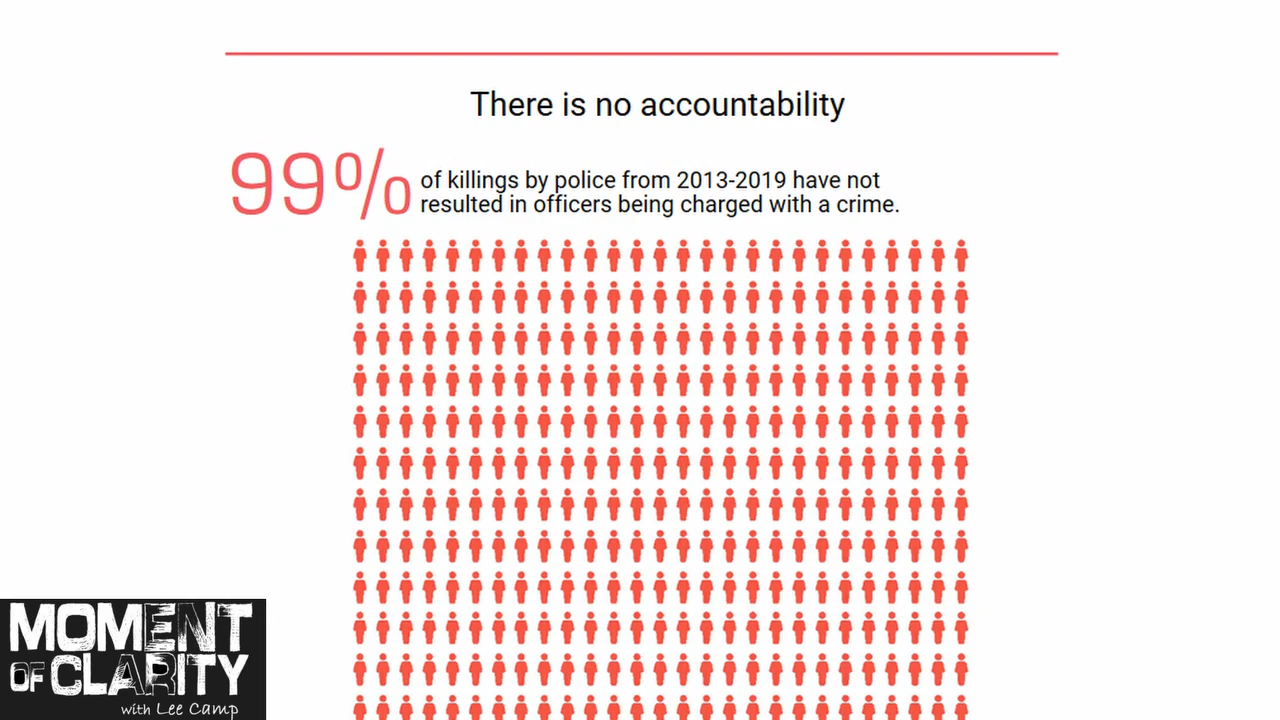 There is no accountability
99%
of killings by police from 2013-2019 have not
resulted in officers being charged with a crime.
MOMENT
OF CLARITY
with Lee Camp